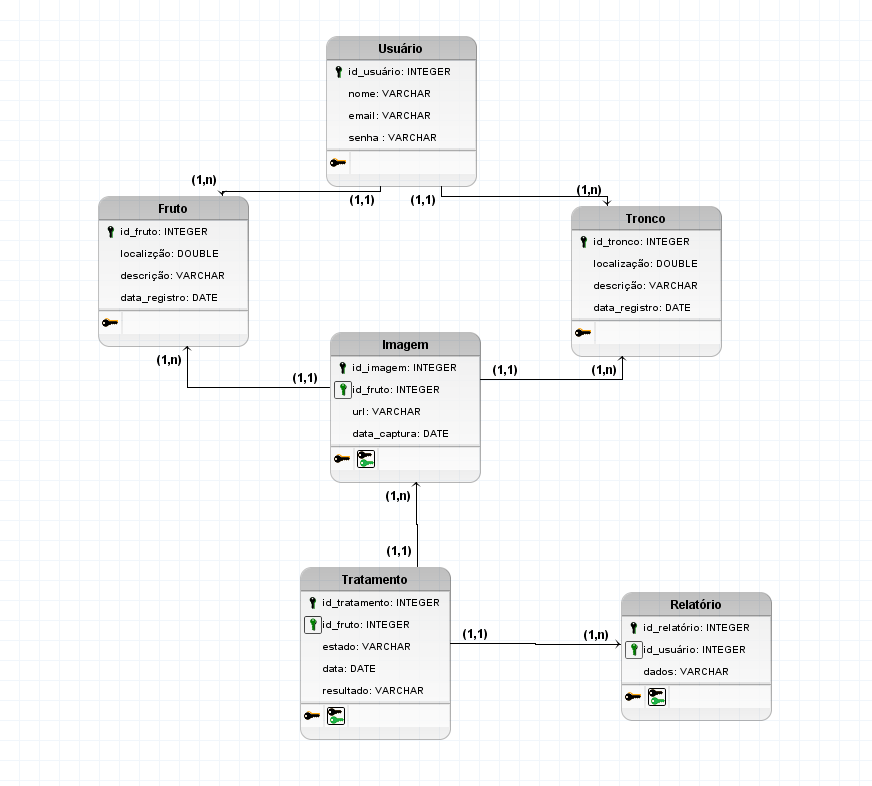 Usuário
id_usuário: INTEGER
nome: VARCHAR
email: VARCHAR
senha : VARCHAR
(1,n)
(1,1)
(1,1)
(1,n)
Fruto
id_fruto: INTEGER
localizção: DOUBLE
descrição: VARCHAR
data_registro: DATE
Tronco
id_tronco: INTEGER
localização: DOUBLE
descrição: VARCHAR
data_registro: DATE
Imagem
id_imagem: INTEGER
id_fruto: INTEGER
url: VARCHAR
data_captura: DATE
(1,n)
(1,1)
(1,1)
(1,n)
(1,n)
(1,1)
Tratamento
id_tratamento: INTEGER
id_fruto: INTEGER
estado: VARCHAR
data: DATE
resultado: VARCHAR
(1,1)
(1,n)
Relatório
id_relatório: INTEGER
id_usuário: INTEGER
dados: VARCHAR